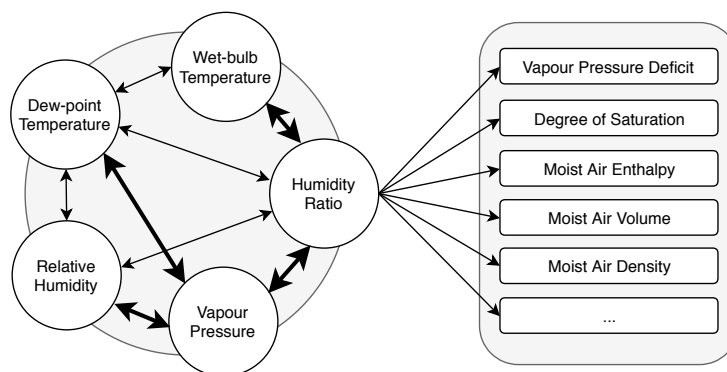 Wet-bulb
Temperature
Dew-point
Temperature
Humidity
Ratio
Relative
Humidity
Vapour
Pressure
Vapour Pressure Deficit
Degree of Saturation
Moist Air Enthalpy
Moist Air Volume
Moist Air Density
...